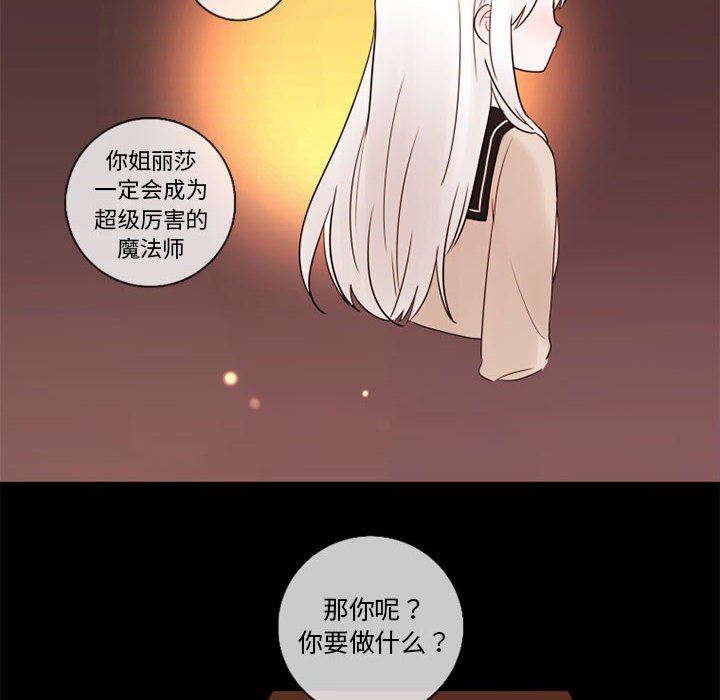 你姐丽莎
一定会成为
超级厉害的
魔法师
那你呢？
你要做什么？